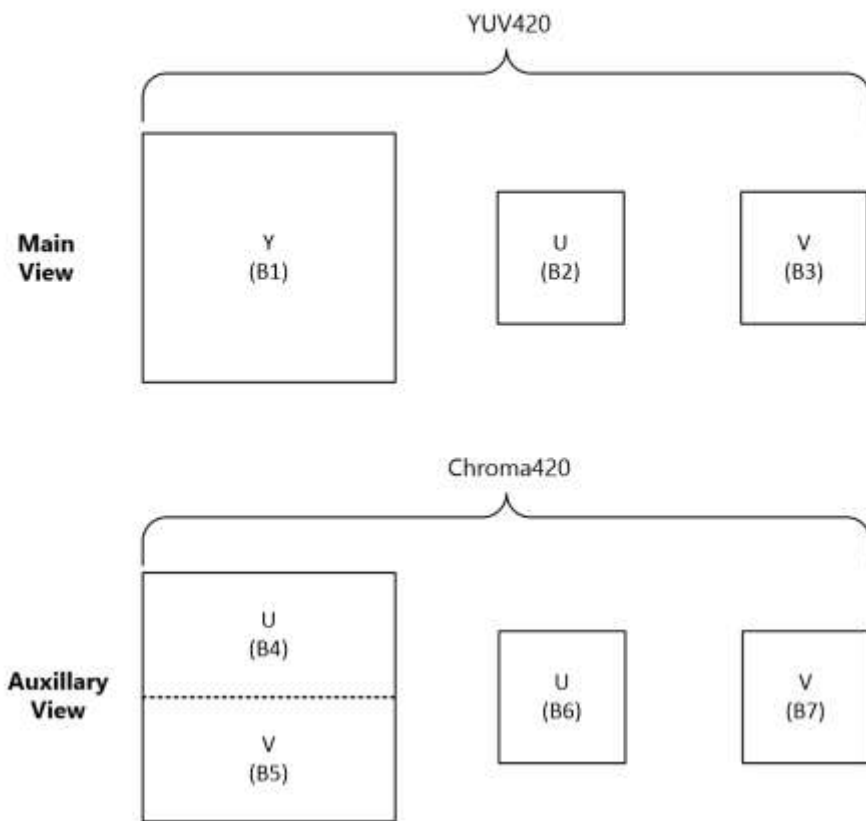 YUV420
Main
View
Y
(B1)
U
(B2)
V
(B3)
Chroma420
Auxillary
View
U
(B4)
V
(B5)
U
(B6)
V
(B7)